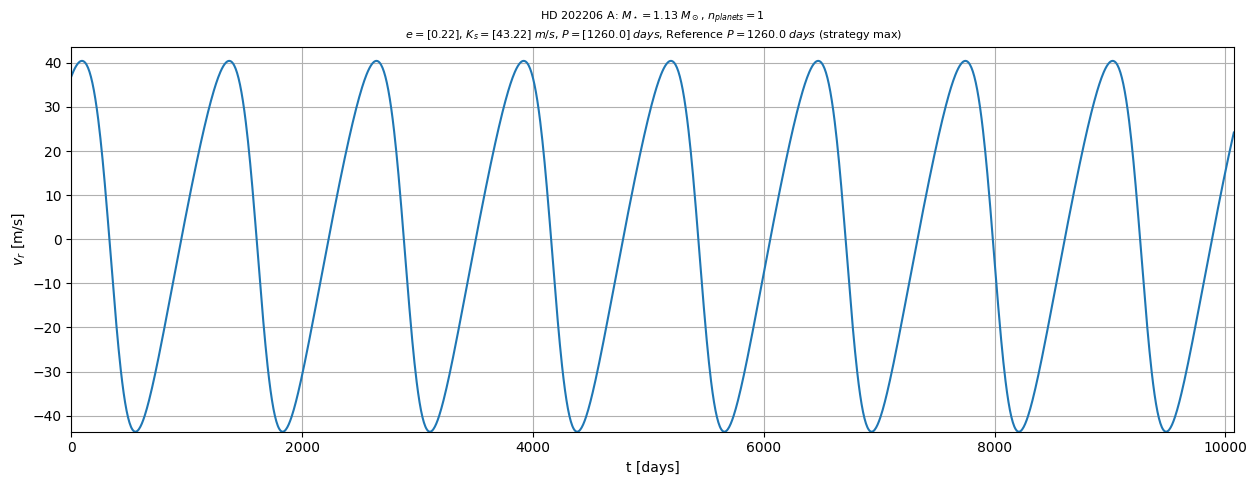 HD 202206 A: $M_⋆ = 1.13 M_⊙, n_{planets} = 1$
e = [0.22], K_s = [43.22] m/s, P = [1260.0] days, Reference P = 1260.0 days (strategy max)
40
30
20
10
0
−10
−20
−30
−40
v_r [m/s]
0 2000 4000 6000 8000 10000
t [days]